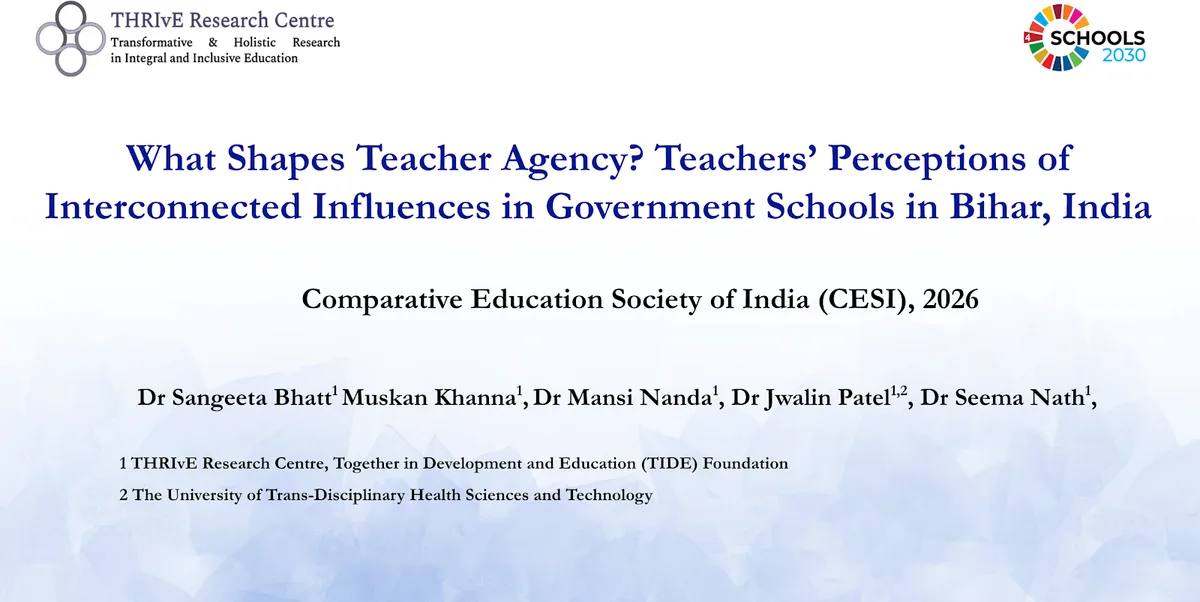 THRIvE Research Centre
Transformative & Holistic Research
in Integral and Inclusive Education
4 SCHOOLS
2030
What Shapes Teacher Agency? Teachers’ Perceptions of
Interconnected Influences in Government Schools in Bihar, India
Comparative Education Society of India (CESI), 2026
Dr Sangeeta Bhatt1 Muskan Khanna1, Dr Mansi Nanda1, Dr Jwalin Patel1,2, Dr Seema Nath1,
1 THRIvE Research Centre, Together in Development and Education (TIDE) Foundation
2 The University of Trans-Disciplinary Health Sciences and Technology